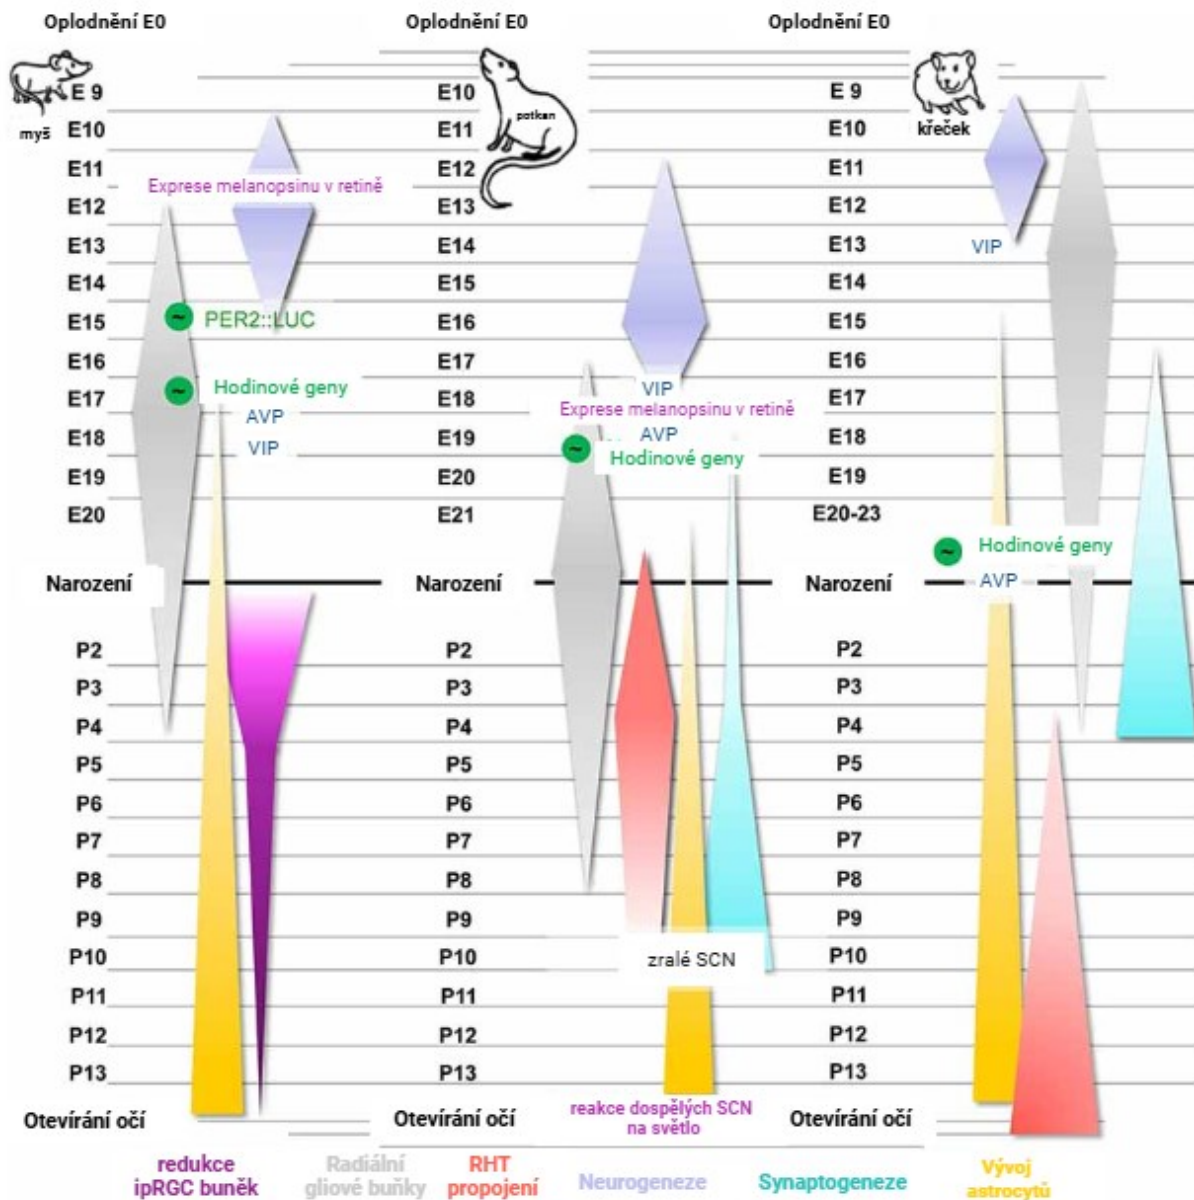 Oplodnění E0
Oplodnění E0
Oplodnění E0
myš
potkan
křeček
E 9
E10
E11
E12
E13
E14
E15
E16
E17
E18
E19
E20
Narození
P2
P3
P4
P5
P6
P7
P8
P9
P10
P11
P12
P13
Otevírání očí
Exprese melanopsinu v retině
~
PER2::LUC
~
Hodinové geny
AVP
VIP
E10
E11
E12
E13
E14
E15
E16
E17
E18
E19
E20
E21
Narození
P2
P3
P4
P5
P6
P7
P8
P9
P10
P11
P12
P13
Otevírání očí
VIP
Exprese melanopsinu v retině
AVP
~
Hodinové geny
zralé SCN
reakce dospělých SCN
na světlo
E 9
E10
E11
E12
E13
E14
E15
E16
E17
E18
E19
E20-23
Narození
P2
P3
P4
P5
P6
P7
P8
P9
P10
P11
P12
P13
Otevírání očí
VIP
~
Hodinové geny
AVP
redukce
ipRGC buněk
Radiální
gliové buňky
RHT
propojení
Neurogeneze
Synaptogeneze
Vývoj
astrocytů